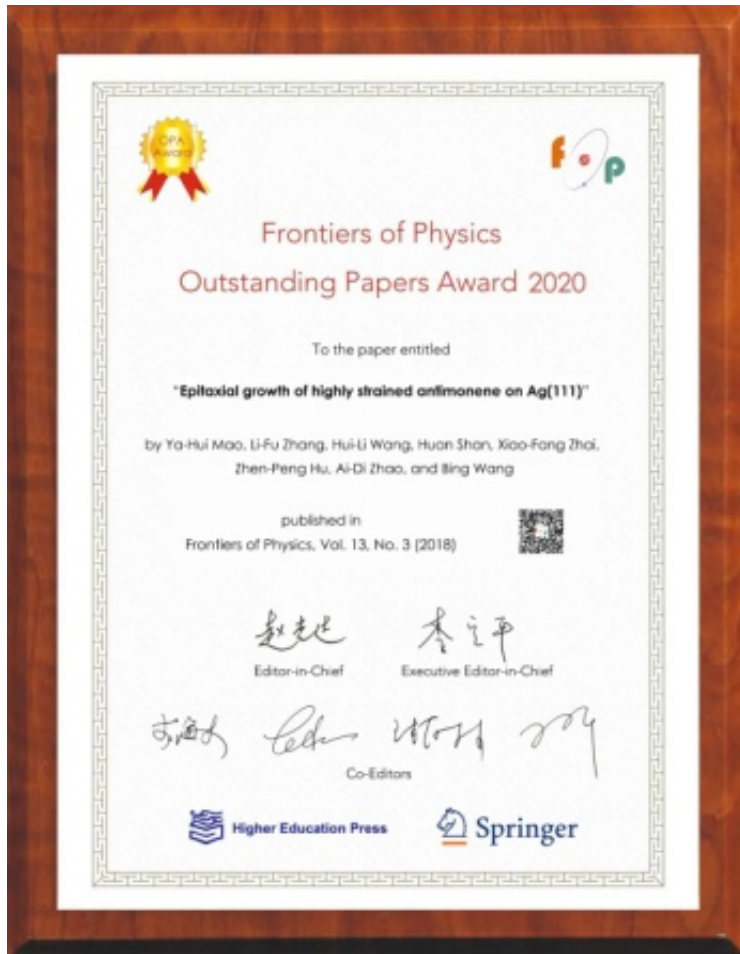 OPA
Award
fop
Frontiers of Physics
Outstanding Papers Award 2020
To the paper entitled
"Epitaxial growth of highly strained antimonene on Ag(111)"
by Ya-Hui Mao, Li-Fu Zhang, Hui-Li Wang, Huan Shan, Xiao-Fang Zhai,
Zhen-Peng Hu, Ai-Di Zhao, and Bing Wang
published in
Frontiers of Physics, Vol. 13, No. 3 (2018)
Editor-in-Chief
Executive Editor-in-Chief
Co-Editors
Higher Education Press
Springer